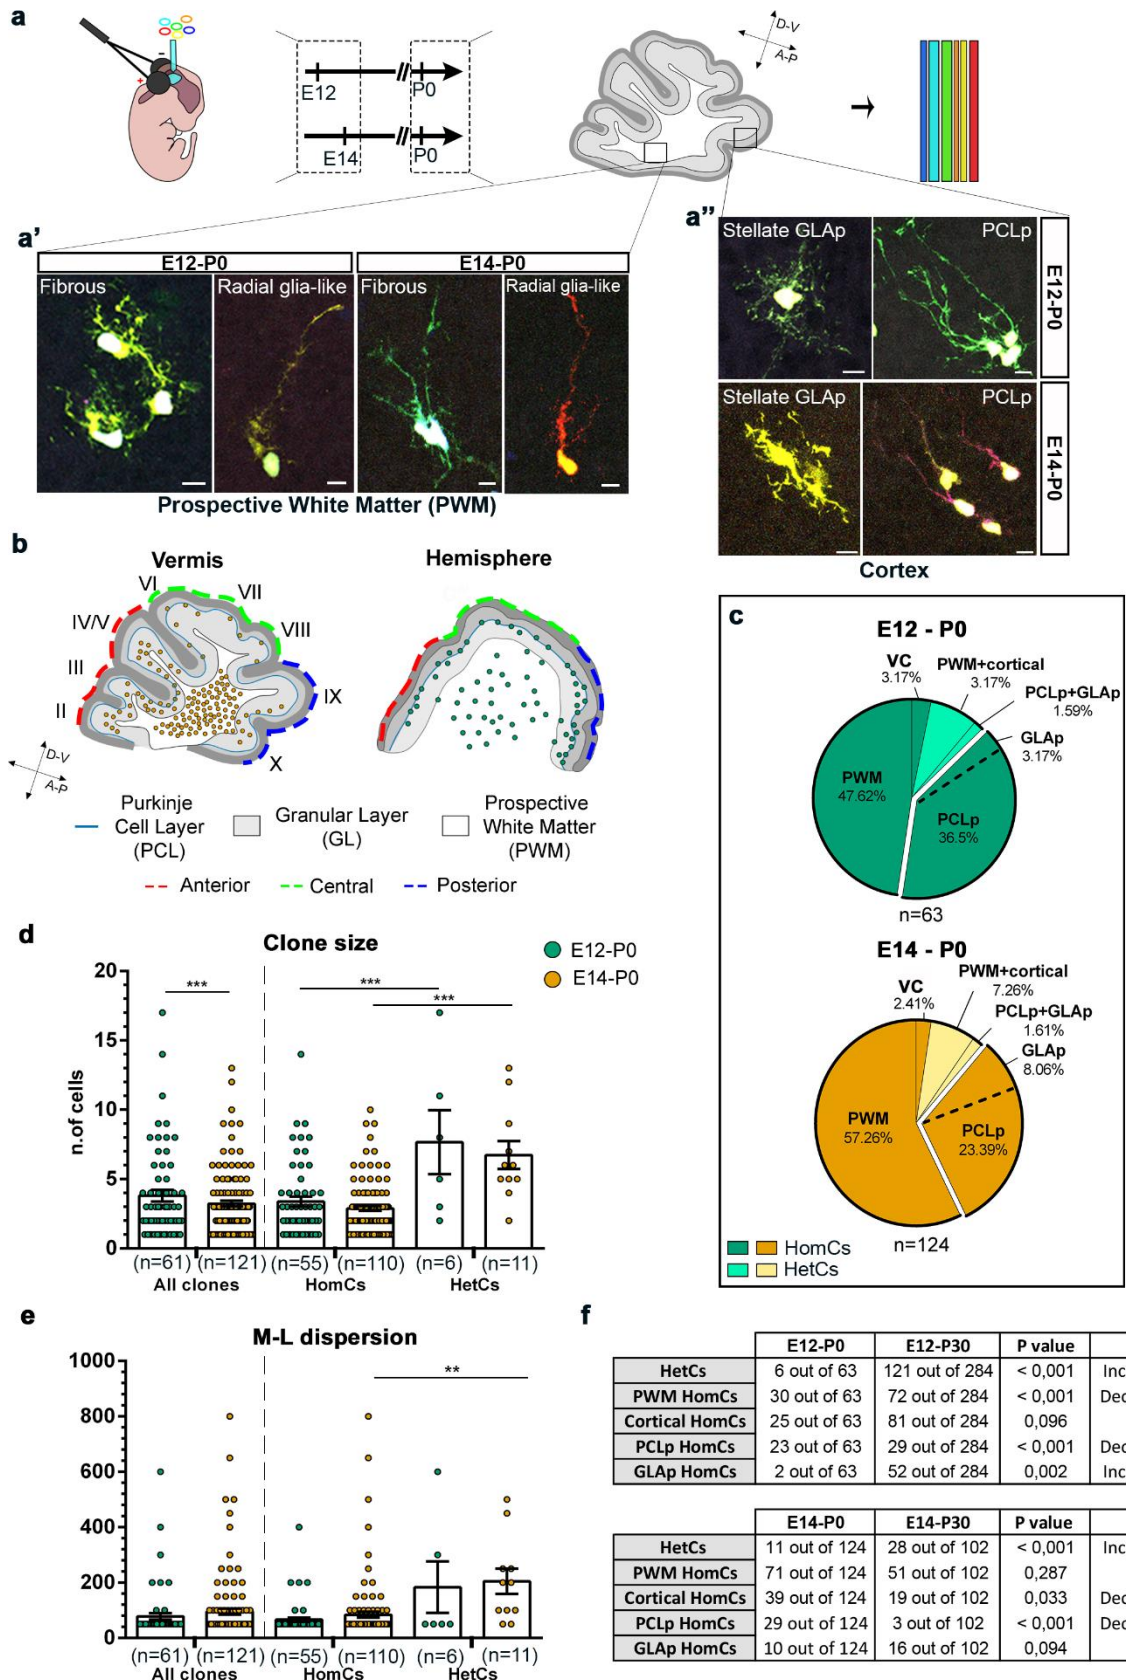 a
D-V
A-P
−
+
E12
P0
E14
P0
a'
E12-P0
E14-P0
Fibrous
Radial glia-like
Fibrous
Radial glia-like
Prospective White Matter (PWM)
a''
Stellate GLAp
PCLp
E12-P0
Stellate GLAp
PCLp
E14-P0
Cortex
b
Vermis
Hemisphere
VI
VII
IV/V
VIII
III
II
IX
X
D-V
A-P
Purkinje
Cell Layer
(PCL)
Granular Layer
(GL)
Prospective
White Matter
(PWM)
Anterior
Central
Posterior
c
E12 - P0
VC
3.17%
PWM+cortical
3.17%
PCLp+GLAp
1.59%
GLAp
3.17%
PWM
47.62%
PCLp
36.5%
n=63
E14 - P0
VC
2.41%
PWM+cortical
7.26%
PCLp+GLAp
1.61%
GLAp
8.06%
PWM
57.26%
PCLp
23.39%
n=124
HomCs
HetCs
d
Clone size
E12-P0
E14-P0
n.of cells
20
15
10
5
0
***
***
***
(n=61) (n=121) (n=55) (n=110) (n=6) (n=11)
All clones HomCs HetCs
e
M-L dispersion
1000
800
600
400
200
0
**
(n=61) (n=121) (n=55) (n=110) (n=6) (n=11)
All clones HomCs HetCs
f
E12-P0 E12-P30 P value
HetCs 6 out of 63 121 out of 284 < 0,001 Inc
PWM HomCs 30 out of 63 72 out of 284 < 0,001 Dec
Cortical HomCs 25 out of 63 81 out of 284 0,096
PCLp HomCs 23 out of 63 29 out of 284 < 0,001 Dec
GLAp HomCs 2 out of 63 52 out of 284 0,002 Inc
E14-P0 E14-P30 P value
HetCs 11 out of 124 28 out of 102 < 0,001 Inc
PWM HomCs 71 out of 124 51 out of 102 0,287
Cortical HomCs 39 out of 124 19 out of 102 0,033 Dec
PCLp HomCs 29 out of 124 3 out of 102 < 0,001 Dec
GLAp HomCs 10 out of 124 16 out of 102 0,094